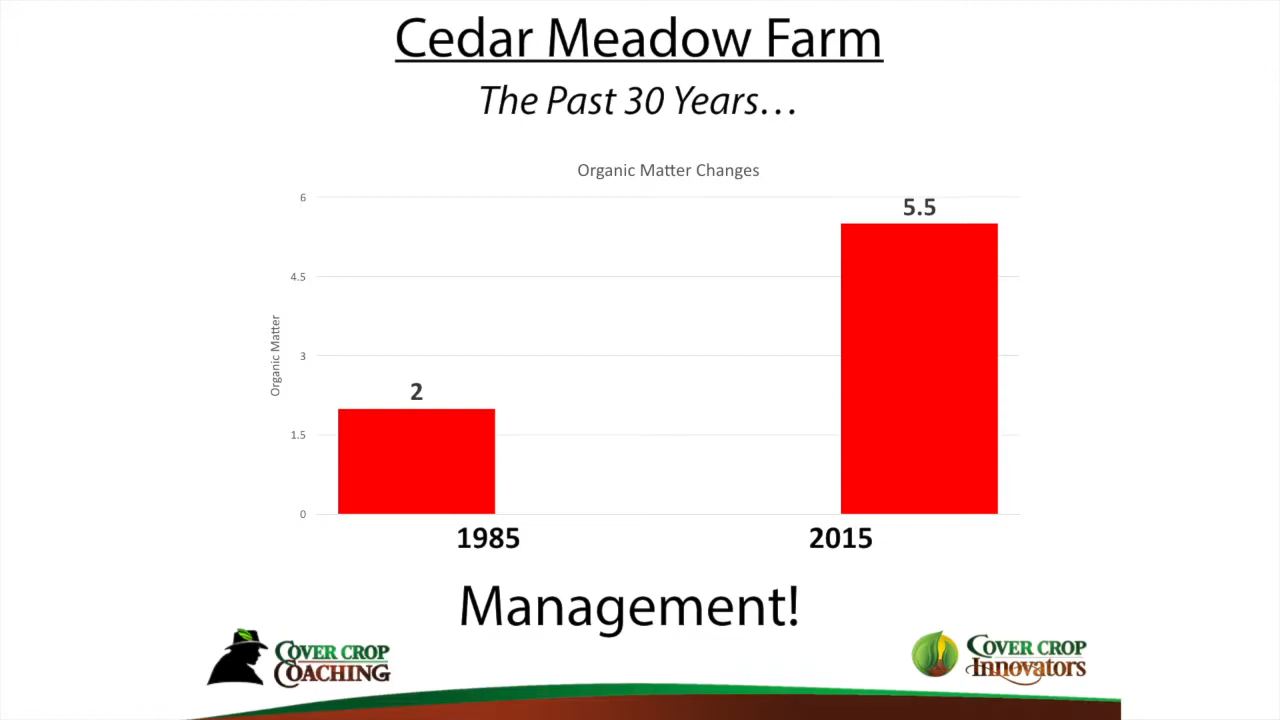 Cedar Meadow Farm
The Past 30 Years…
Organic Matter Changes
6
5.5
4.5
Organic Matter
3
2
1.5
0
1985 2015
Management!
COVER CROP
COACHING
COVER CROP
Innovators